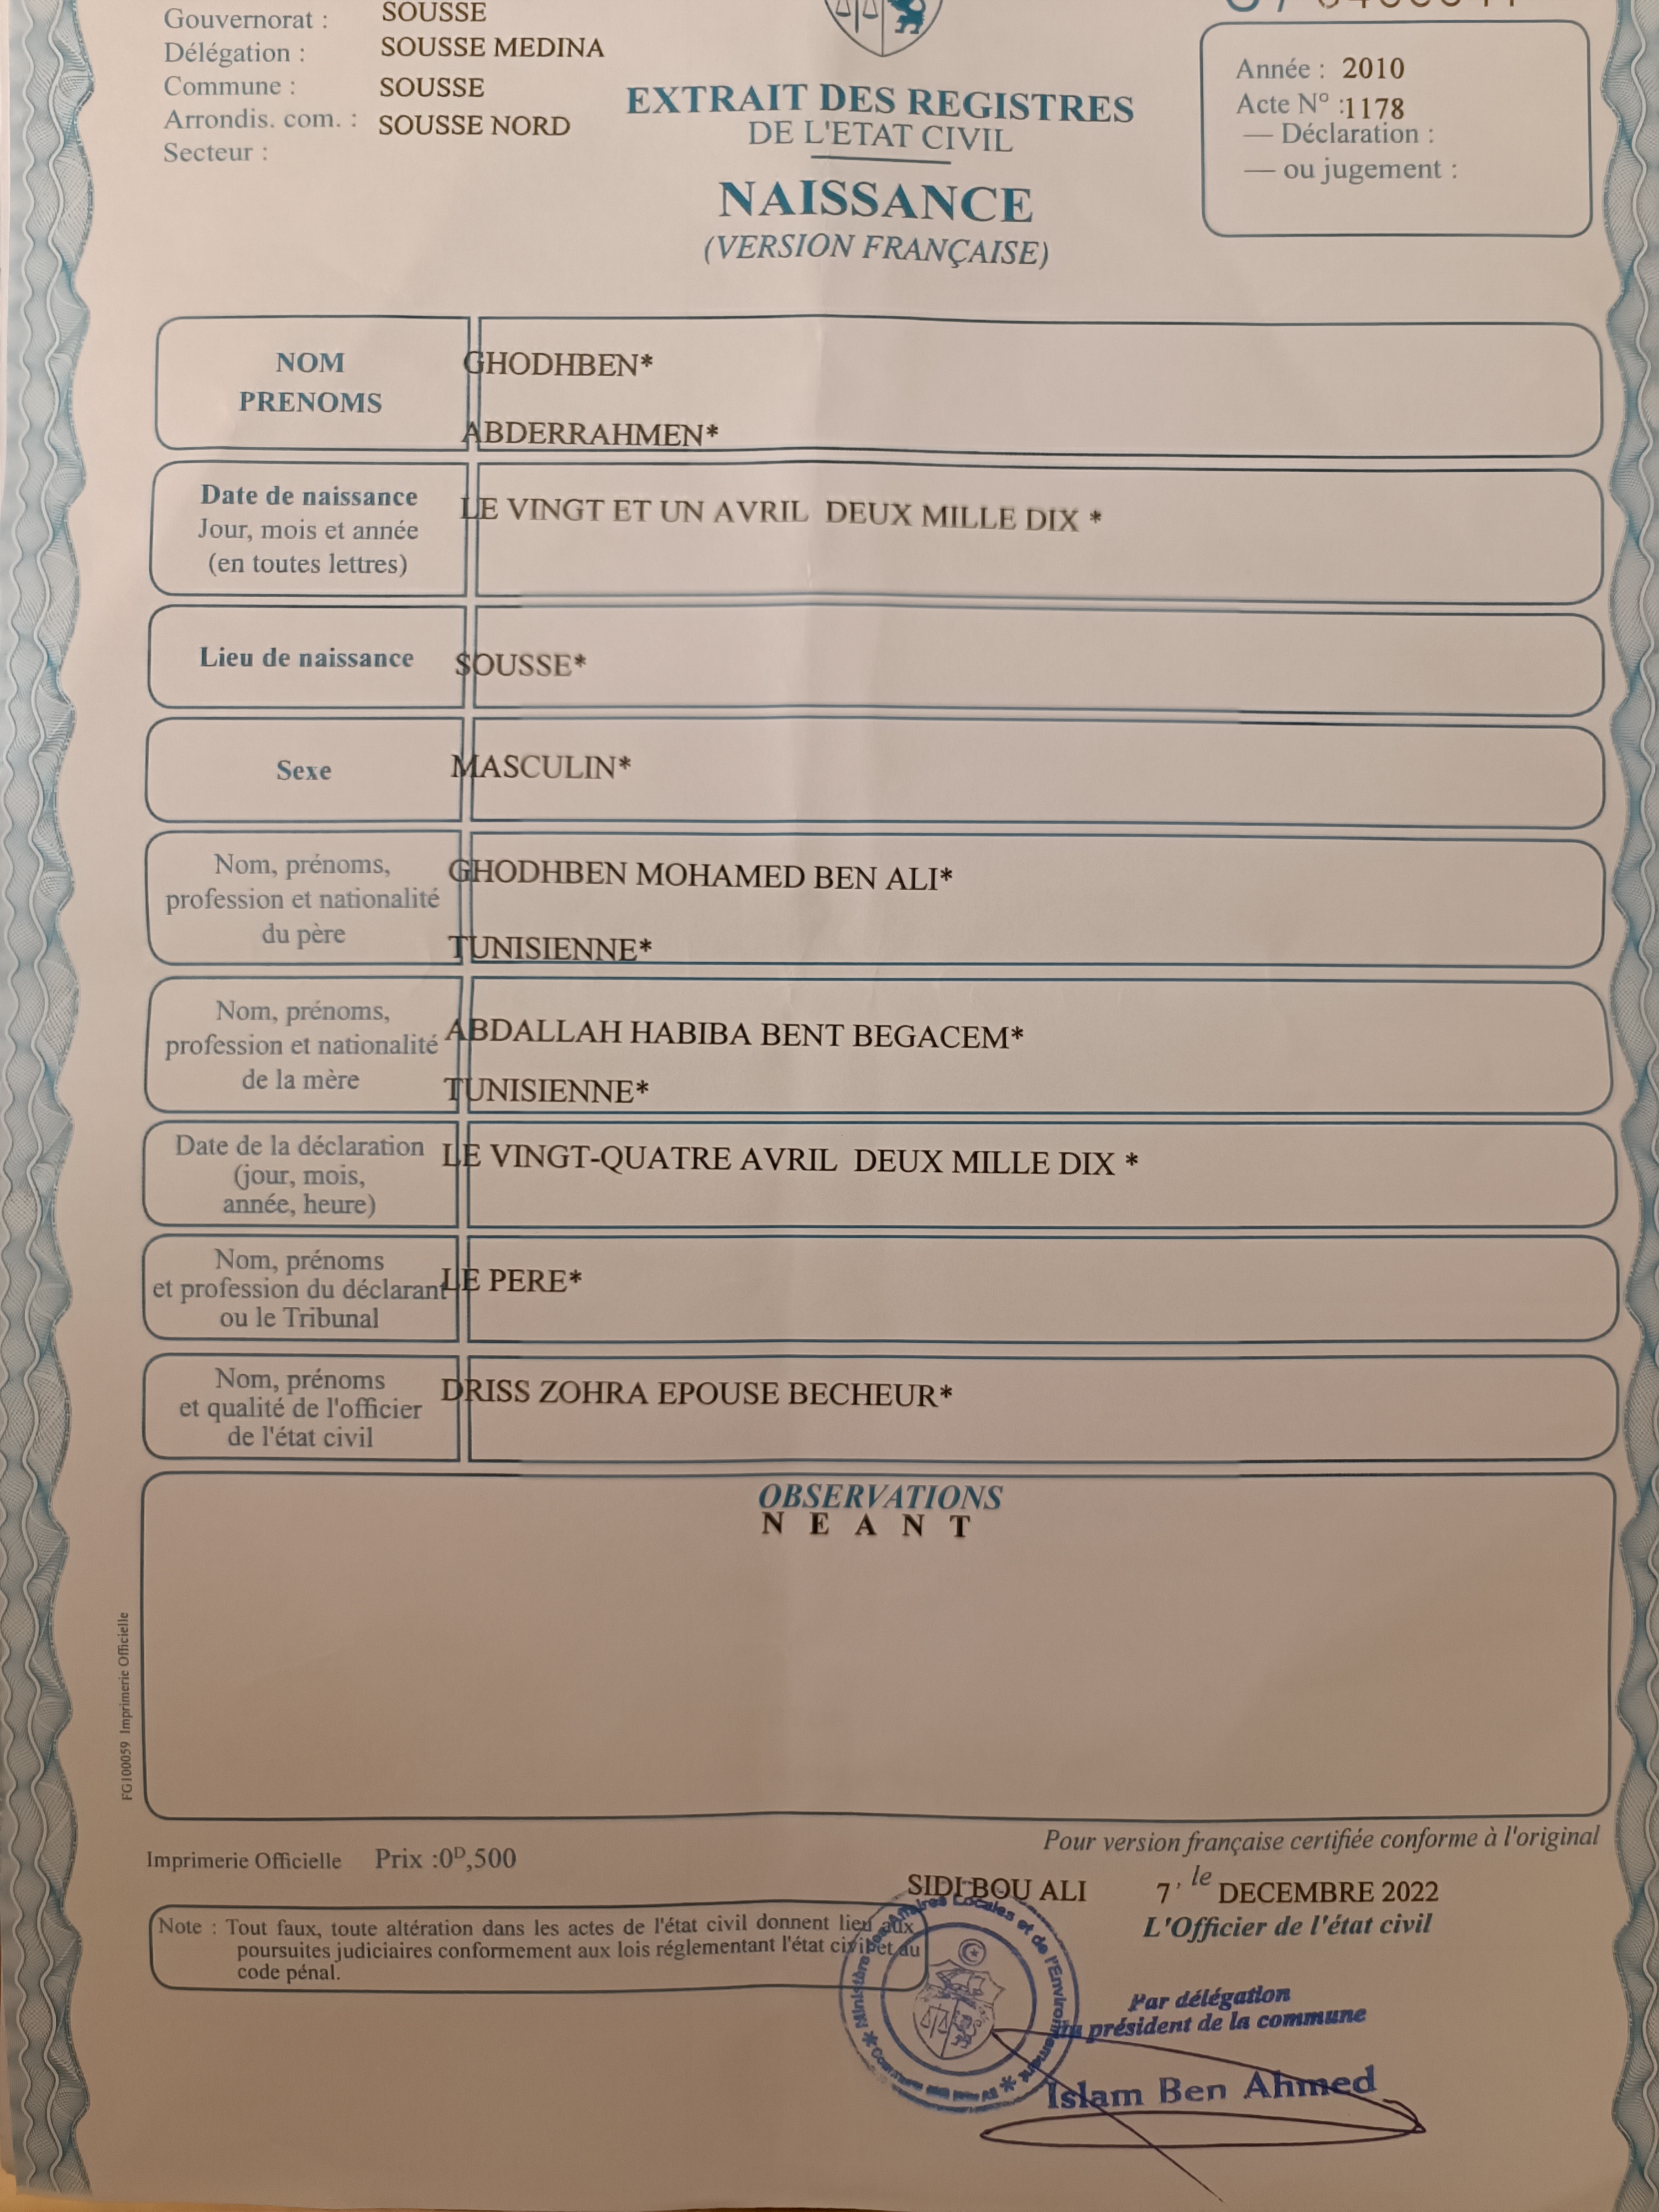 Gouvernorat : SOUSSE
Délégation : SOUSSE MEDINA
Commune : SOUSSE
Arrondis. com. : SOUSSE NORD
Secteur :
EXTRAIT DES REGISTRES
DE L'ETAT CIVIL
NAISSANCE
(VERSION FRANÇAISE)
Année : 2010
Acte N° :1178
— Déclaration :
— ou jugement :
NOM
PRENOMS
GHODHBEN*
ABDERRAHMEN*
Date de naissance
Jour, mois et année
(en toutes lettres)
LE VINGT ET UN AVRIL DEUX MILLE DIX *
Lieu de naissance
SOUSSE*
Sexe
MASCULIN*
Nom, prénoms,
profession et nationalité
du père
GHODHBEN MOHAMED BEN ALI*
TUNISIENNE*
Nom, prénoms,
profession et nationalité
de la mère
ABDALLAH HABIBA BENT BEGACEM*
TUNISIENNE*
Date de la déclaration
(jour, mois,
année, heure)
LE VINGT-QUATRE AVRIL DEUX MILLE DIX *
Nom, prénoms
et profession du déclarant
ou le Tribunal
LE PERE*
Nom, prénoms
et qualité de l'officier
de l'état civil
DRISS ZOHRA EPOUSE BECHEUR*
OBSERVATIONS
N E A N T
FG100059 Imprimerie Officielle
Imprimerie Officielle Prix :0D,500
Pour version française certifiée conforme à l'original
SIDI BOU ALI 7, le DECEMBRE 2022
L'Officier de l'état civil
Note : Tout faux, toute altération dans les actes de l'état civil donnent lieu aux
poursuites judiciaires conformement aux lois réglementant l'état civil et au
code pénal.
Par délégation
du président de la commune
Islam Ben Ahmed
Ministère des Affaires Locales et de l'Environnement